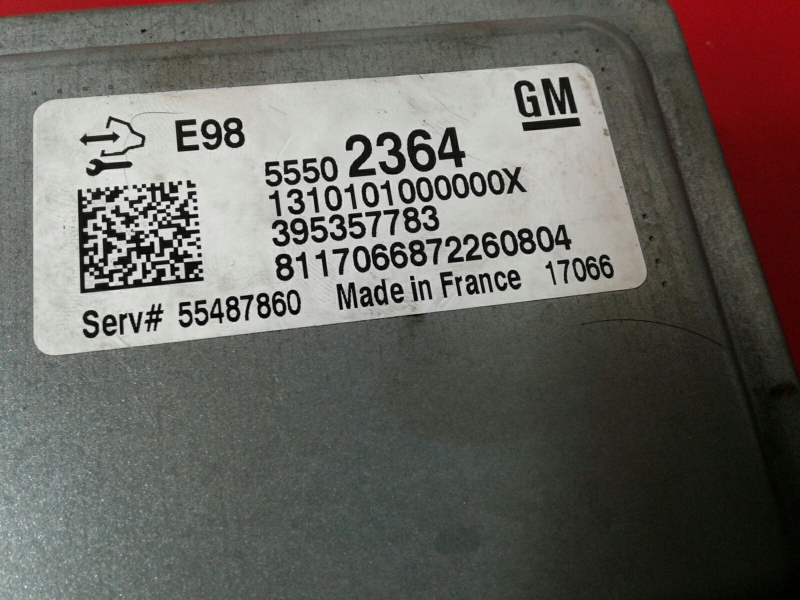 GM
E98
5550 2364
1310101000000X
395357783
8117066872260804
Serv# 55487860 Made in France 17066